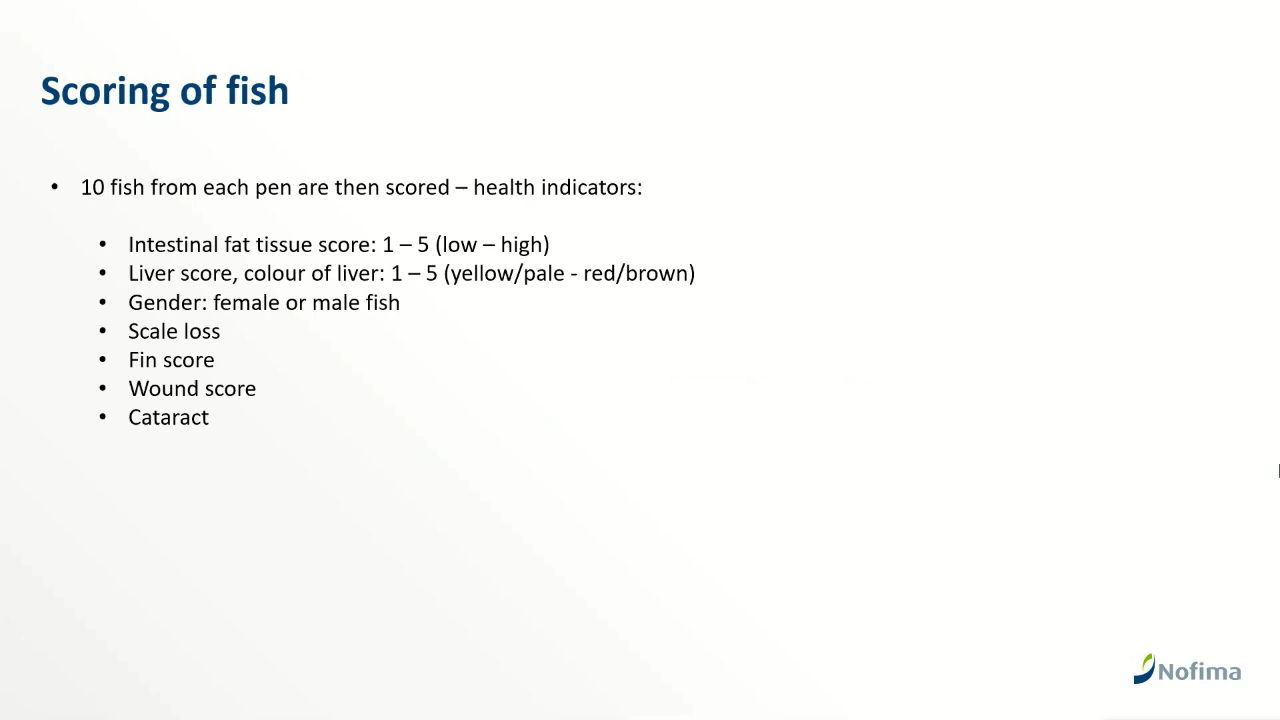 Scoring of fish
• 10 fish from each pen are then scored – health indicators:
• Intestinal fat tissue score: 1 – 5 (low – high)
• Liver score, colour of liver: 1 – 5 (yellow/pale - red/brown)
• Gender: female or male fish
• Scale loss
• Fin score
• Wound score
• Cataract
Nofima